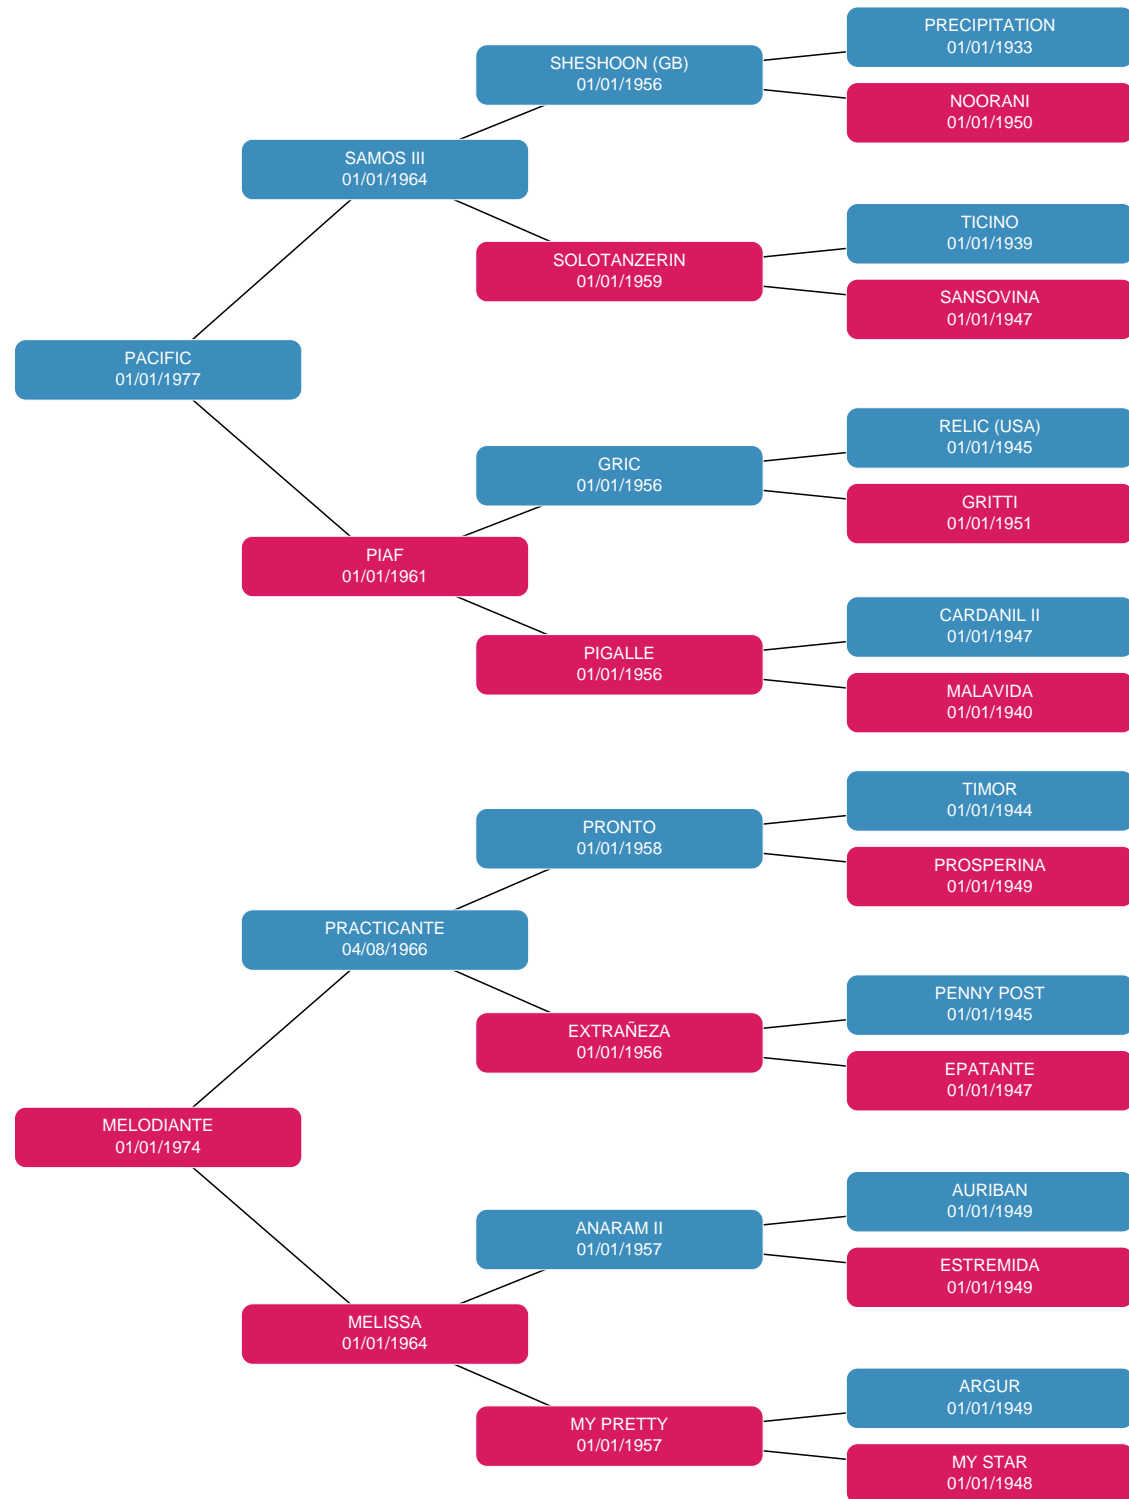 PRECIPITATION
01/01/1933
SHESHOON (GB)
01/01/1956
NOORANI
01/01/1950
SAMOS III
01/01/1964
TICINO
01/01/1939
SOLOTANZERIN
01/01/1959
SANSOVINA
01/01/1947
PACIFIC
01/01/1977
RELIC (USA)
01/01/1945
GRIC
01/01/1956
GRITTI
01/01/1951
PIAF
01/01/1961
CARDANIL II
01/01/1947
PIGALLE
01/01/1956
MALAVIDA
01/01/1940
TIMOR
01/01/1944
PRONTO
01/01/1958
PROSPERINA
01/01/1949
PRACTICANTE
04/08/1966
PENNY POST
01/01/1945
EXTRAÑEZA
01/01/1956
EPATANTE
01/01/1947
MELODIANTE
01/01/1974
AURIBAN
01/01/1949
ANARAM II
01/01/1957
ESTREMIDA
01/01/1949
MELISSA
01/01/1964
ARGUR
01/01/1949
MY PRETTY
01/01/1957
MY STAR
01/01/1948